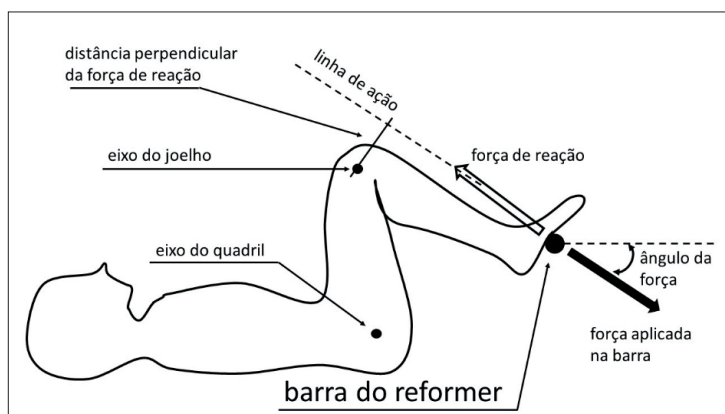 distância perpendicular
da força de reação
linha de ação
eixo do joelho
força de reação
eixo do quadril
ângulo da
força
força aplicada
na barra
barra do reformer